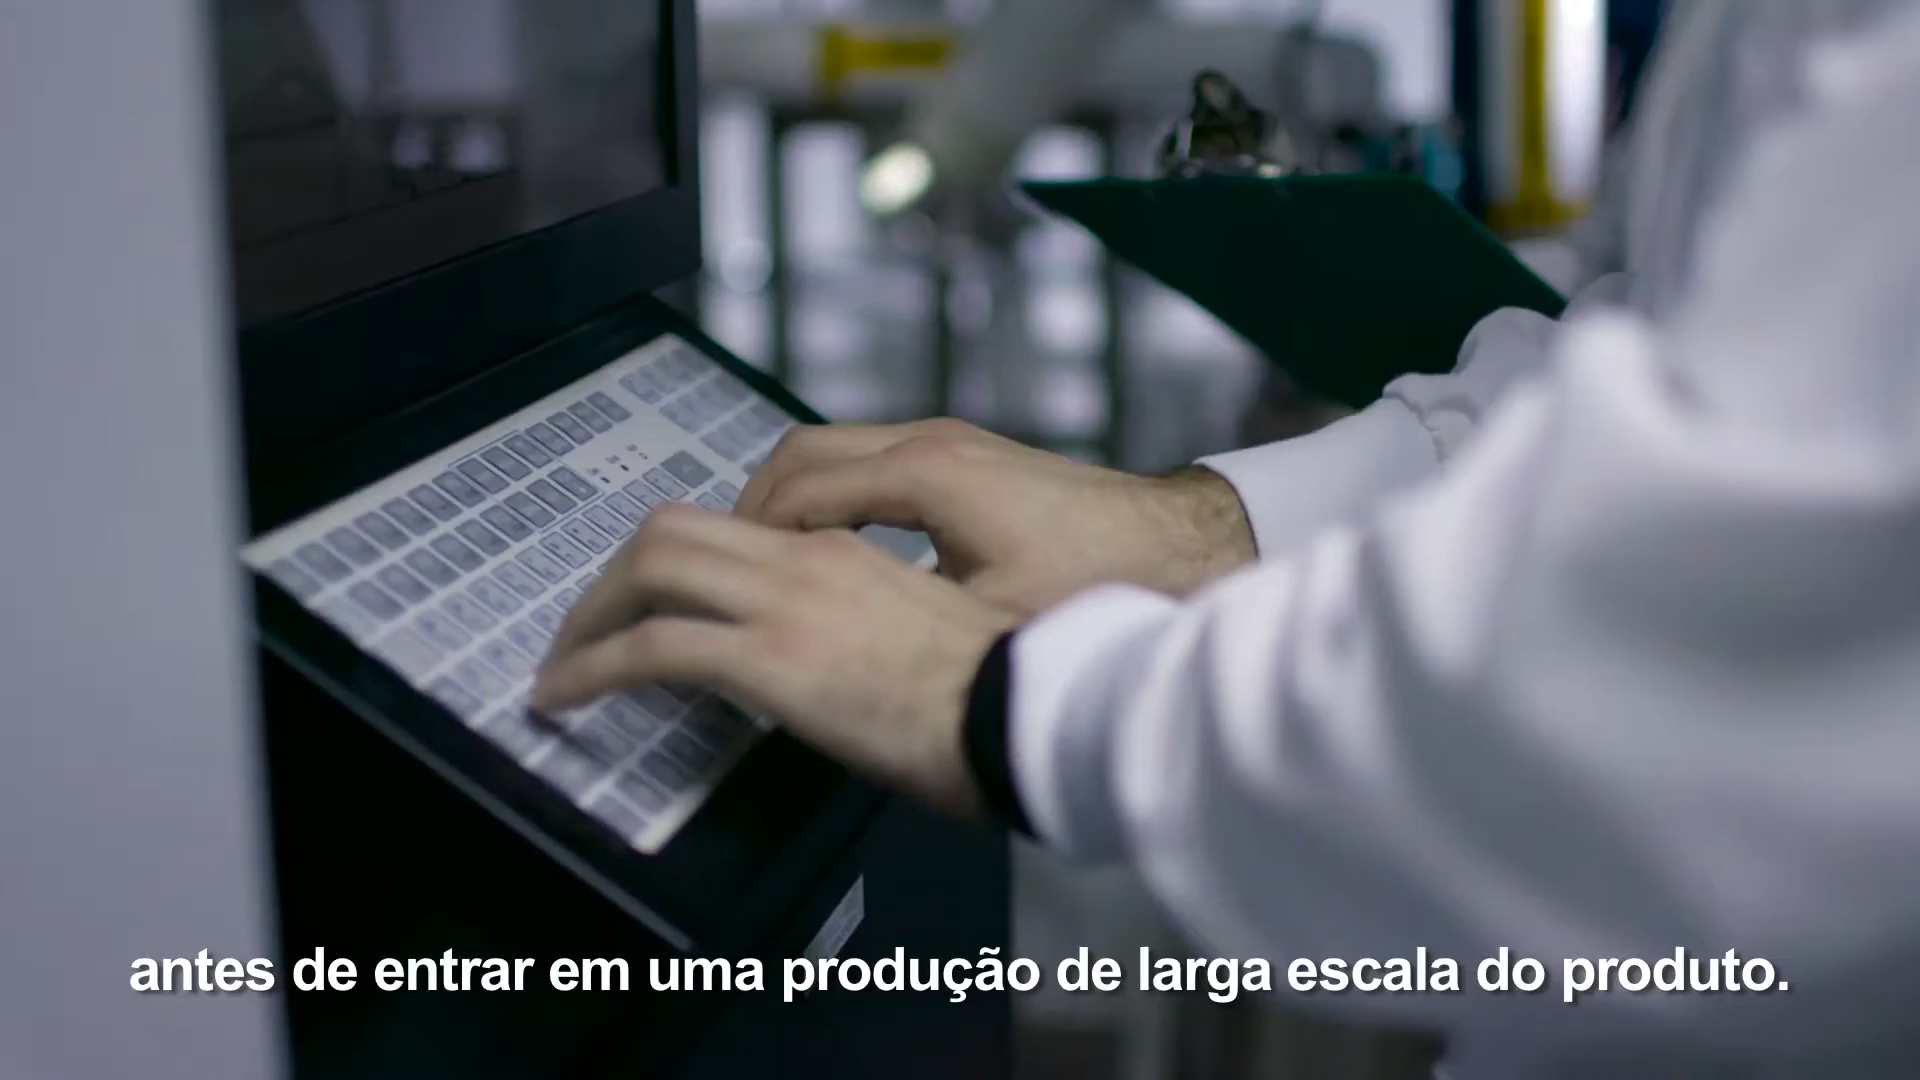 antes de entrar em uma produção de larga escala do produto.